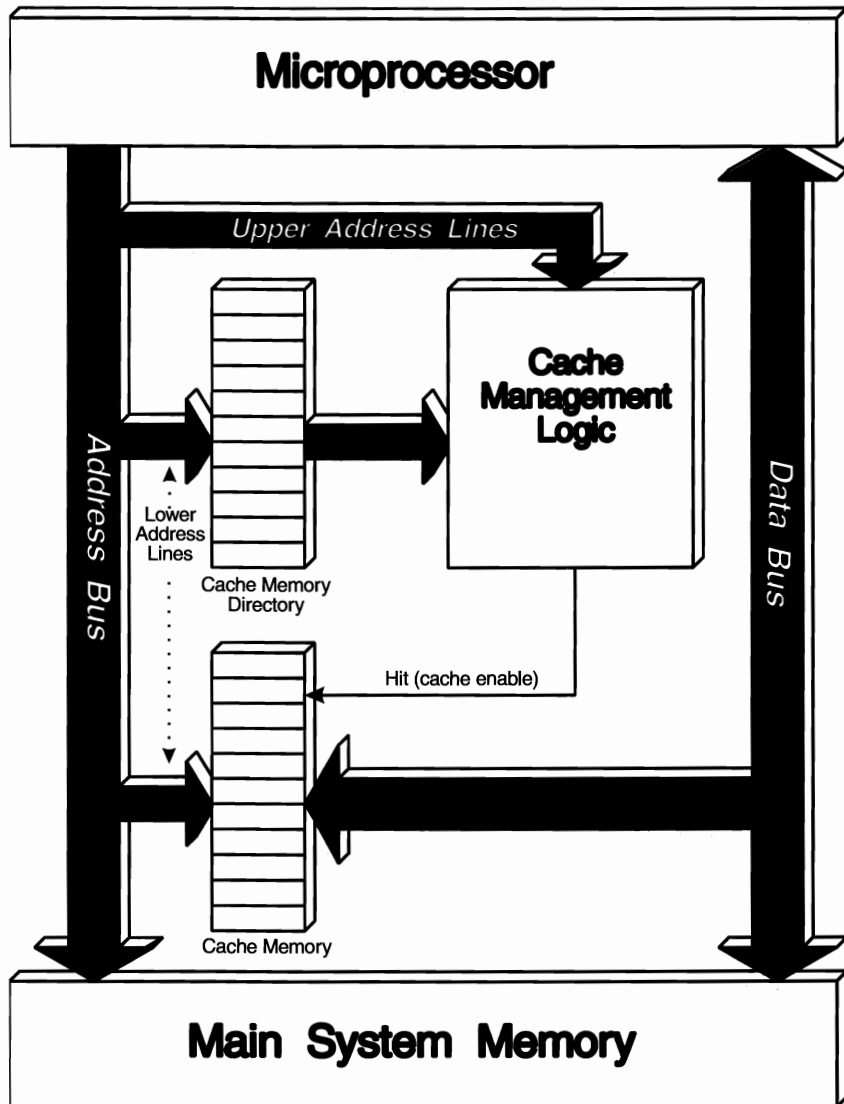 Microprocessor
Upper Address Lines
Cache
Management
Logic
Address Bus
Data Bus
Lower
Address
Lines
Cache Memory
Directory
Hit (cache enable)
Cache Memory
Main System Memory